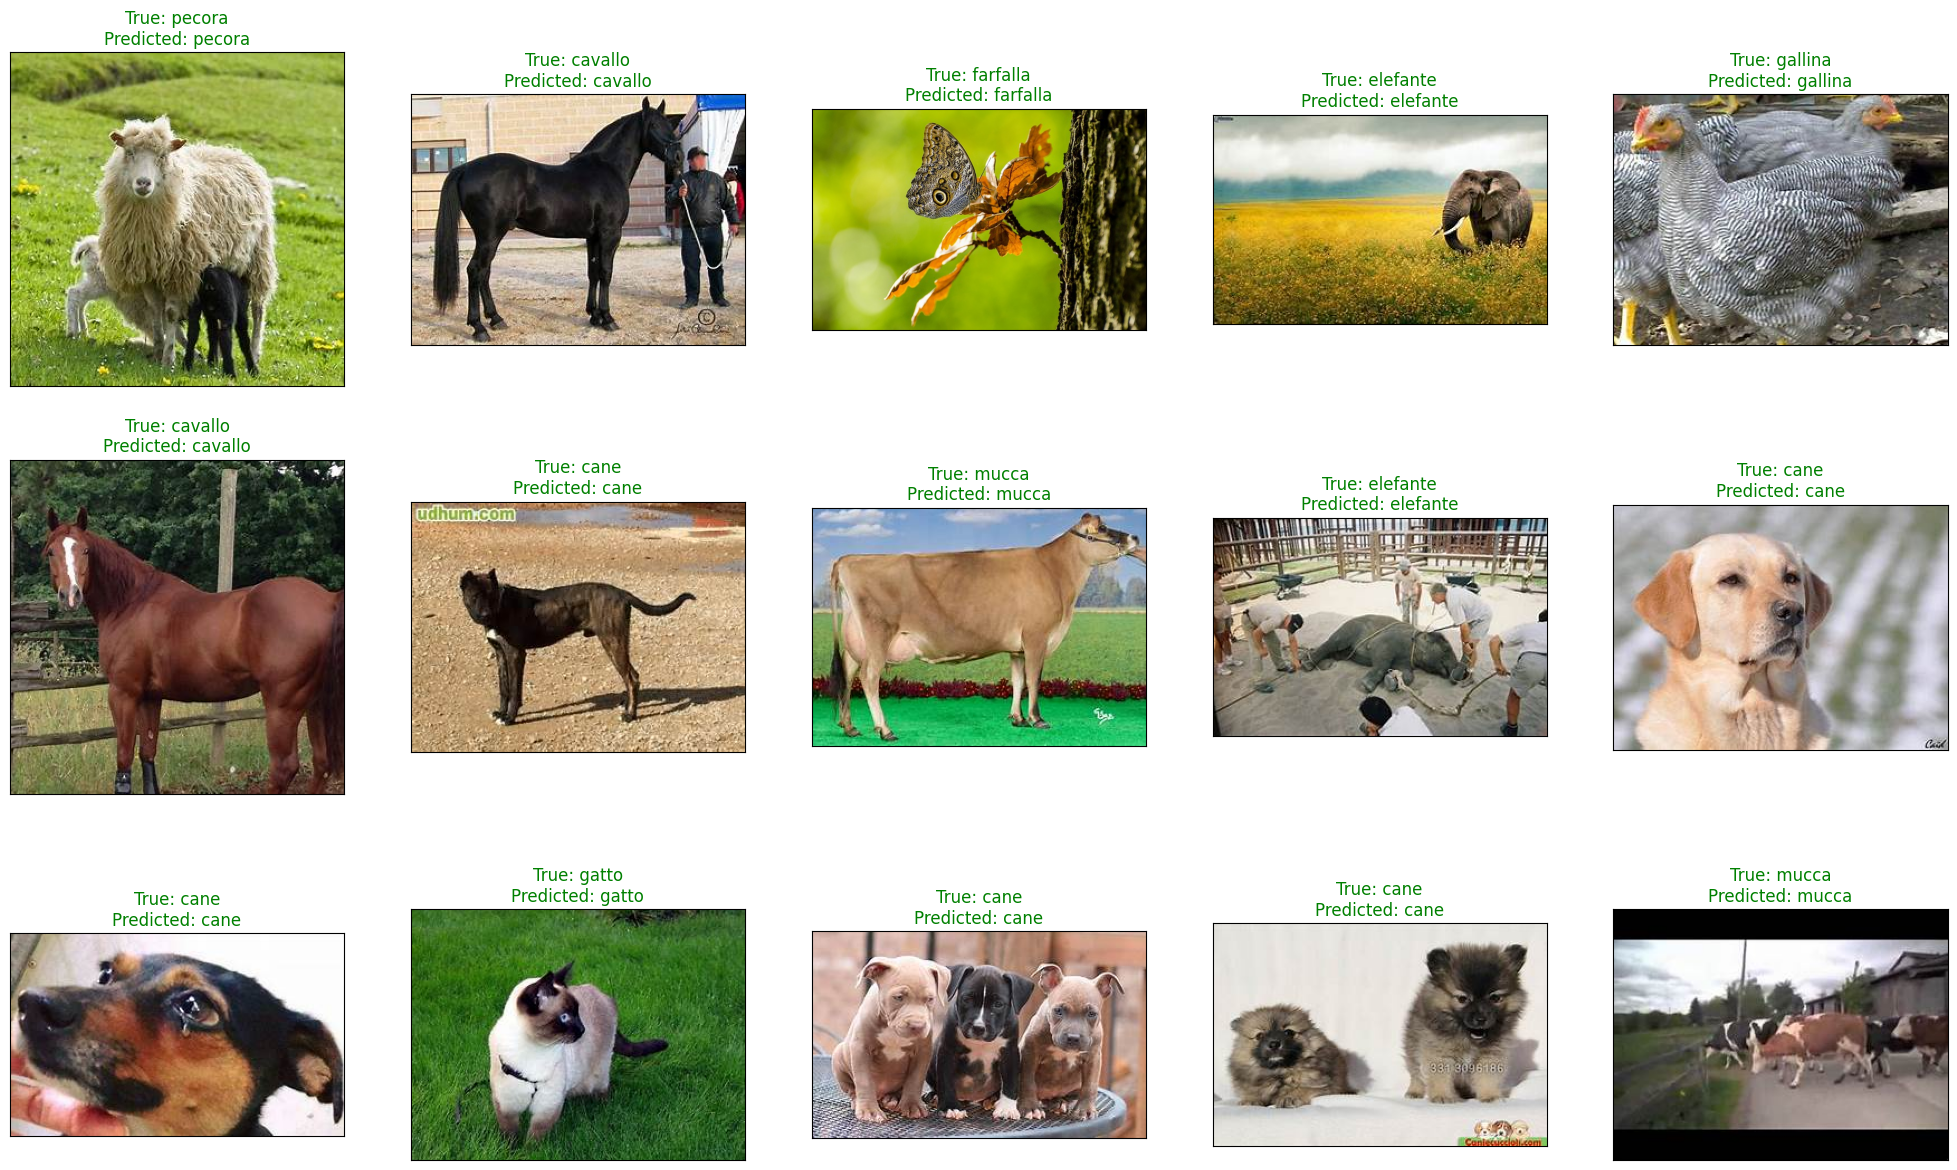 True: pecora
Predicted: pecora
True: cavallo
Predicted: cavallo
True: farfalla
Predicted: farfalla
True: elefante
Predicted: elefante
True: gallina
Predicted: gallina
True: cavallo
Predicted: cavallo
True: cane
Predicted: cane
udhum.com
True: mucca
Predicted: mucca
True: elefante
Predicted: elefante
True: cane
Predicted: cane
True: cane
Predicted: cane
True: gatto
Predicted: gatto
True: cane
Predicted: cane
True: cane
Predicted: cane
331 3096186
Canieccuccioli.com
True: mucca
Predicted: mucca